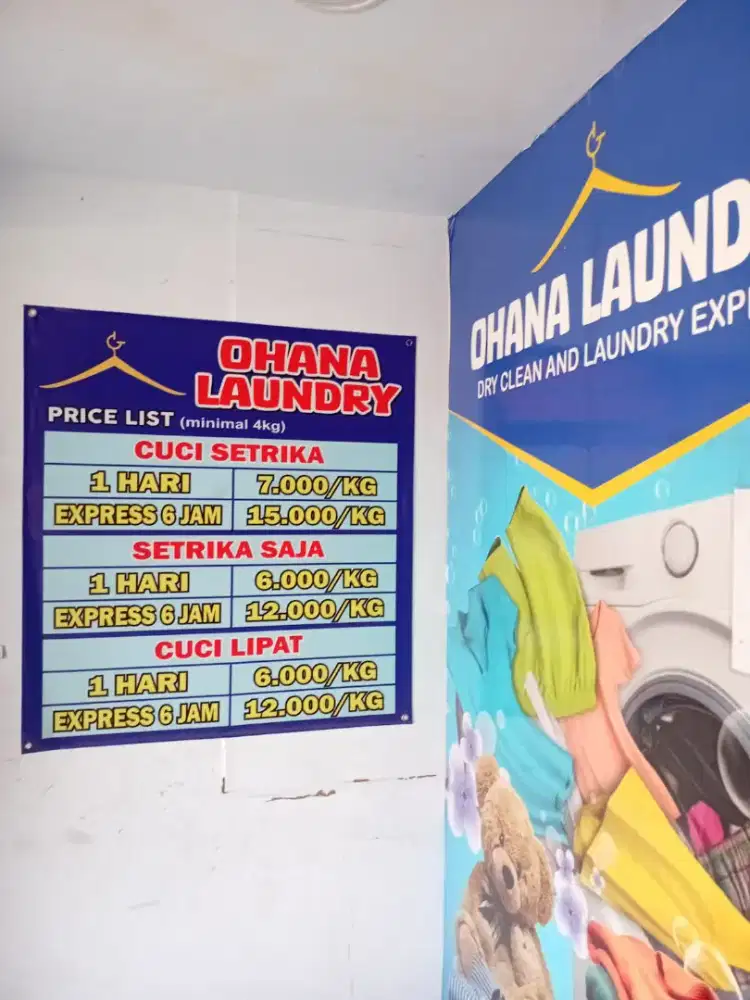 OHANA
LAUNDRY
PRICE LIST (minimal 4kg)
CUCI SETRIKA
1 HARI 7.000/KG
EXPRESS 6 JAM 15.000/KG
SETRIKA SAJA
1 HARI 6.000/KG
EXPRESS 6 JAM 12.000/KG
CUCI LIPAT
1 HARI 6.000/KG
EXPRESS 6 JAM 12.000/KG
OHANA LAUND
DRY CLEAN AND LAUNDRY EXP